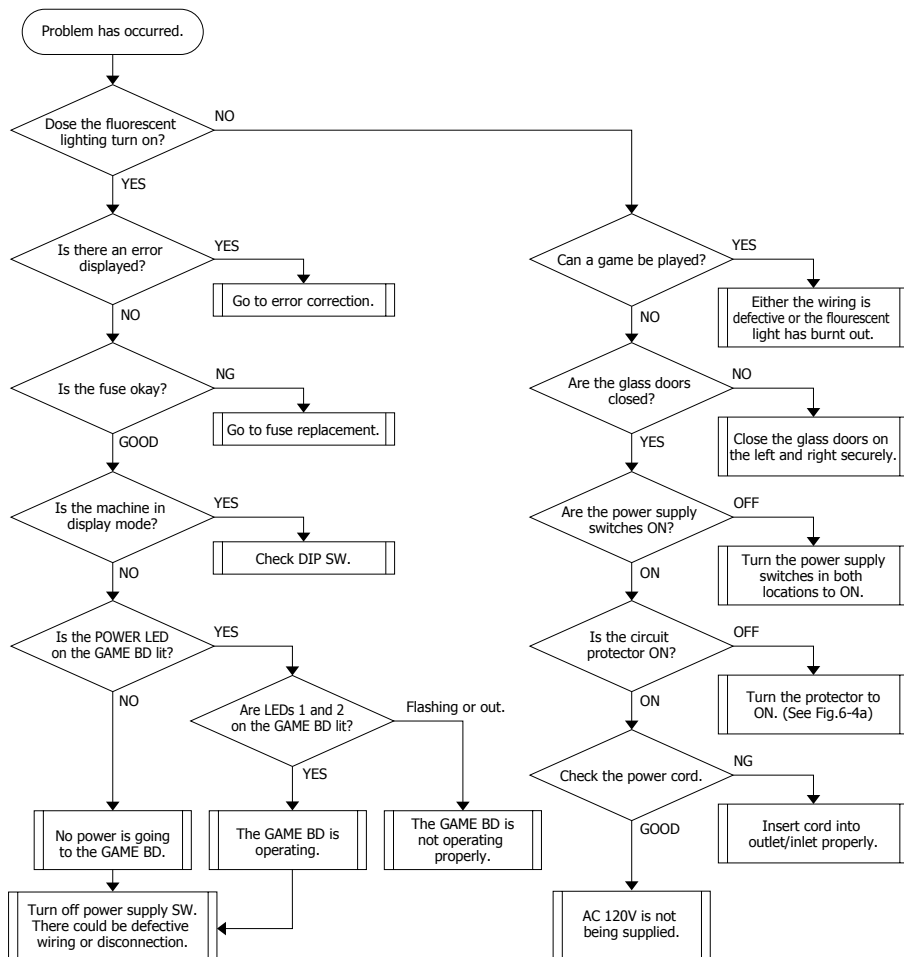 Problem has occurred.
Dose the fluorescent
lighting turn on?
NO
YES
Is there an error
displayed?
YES
Go to error correction.
NO
Is the fuse okay?
NG
Go to fuse replacement.
GOOD
Is the machine in
display mode?
YES
Check DIP SW.
NO
Is the POWER LED
on the GAME BD lit?
YES
NO
Are LEDs 1 and 2
on the GAME BD lit?
Flashing or out.
YES
No power is going
to the GAME BD.
The GAME BD is
operating.
The GAME BD is
not operating
properly.
Turn off power supply SW.
There could be defective
wiring or disconnection.
Can a game be played?
YES
Either the wiring is
defective or the flourescent
light has burnt out.
NO
Are the glass doors
closed?
NO
Close the glass doors on
the left and right securely.
YES
Are the power supply
switches ON?
OFF
Turn the power supply
switches in both
locations to ON.
ON
Is the circuit
protector ON?
OFF
Turn the protector to
ON. (See Fig.6-4a)
ON
Check the power cord.
NG
Insert cord into
outlet/inlet properly.
GOOD
AC 120V is not
being supplied.